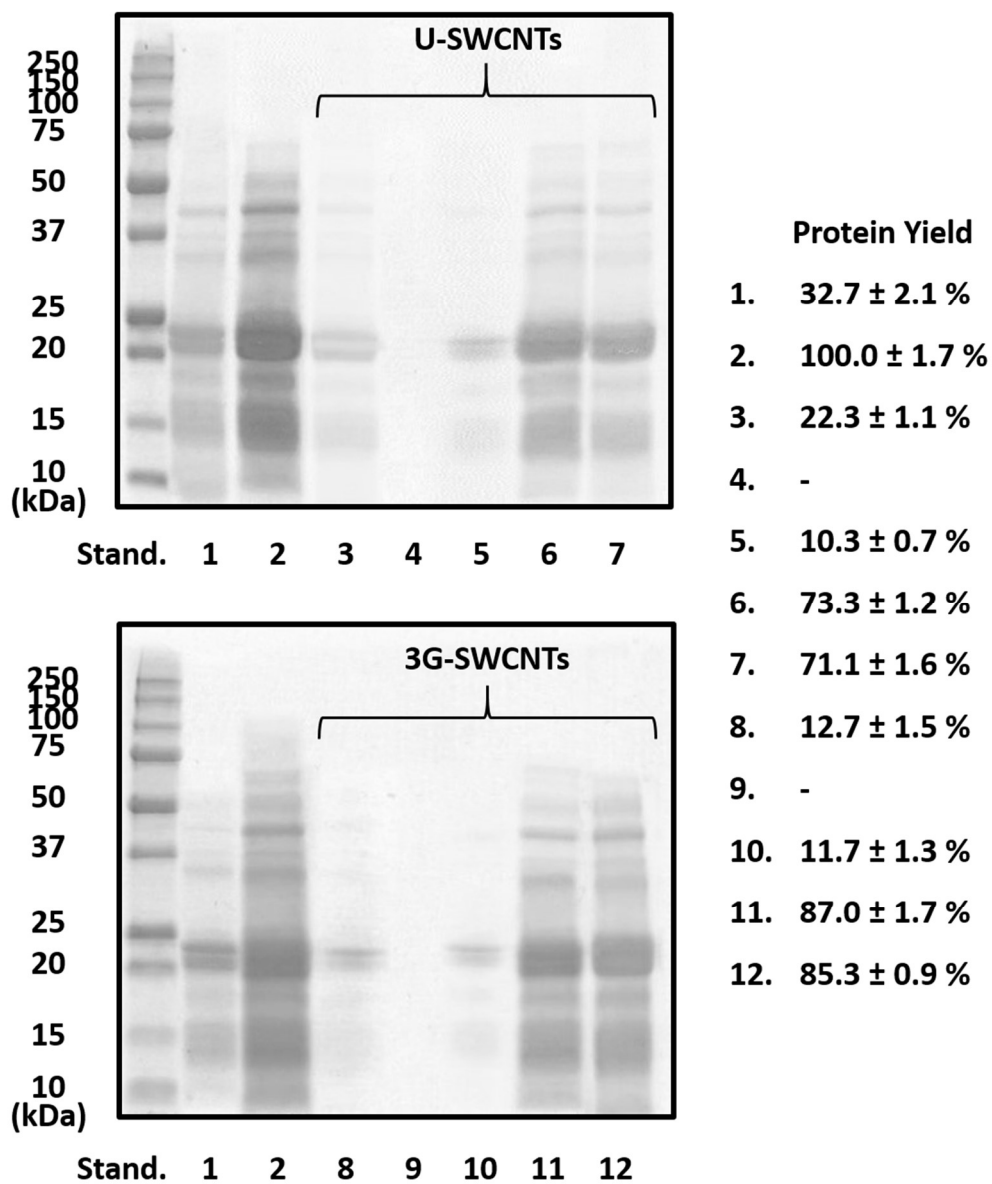 U-SWCNTs
250
150
100
75
50
37
25
20
15
10
(kDa)
Stand. 1 2 3 4 5 6 7
3G-SWCNTs
250
150
100
75
50
37
25
20
15
10
(kDa)
Stand. 1 2 8 9 10 11 12
Protein Yield
1. 32.7 ± 2.1 %
2. 100.0 ± 1.7 %
3. 22.3 ± 1.1 %
4. -
5. 10.3 ± 0.7 %
6. 73.3 ± 1.2 %
7. 71.1 ± 1.6 %
8. 12.7 ± 1.5 %
9. -
10. 11.7 ± 1.3 %
11. 87.0 ± 1.7 %
12. 85.3 ± 0.9 %